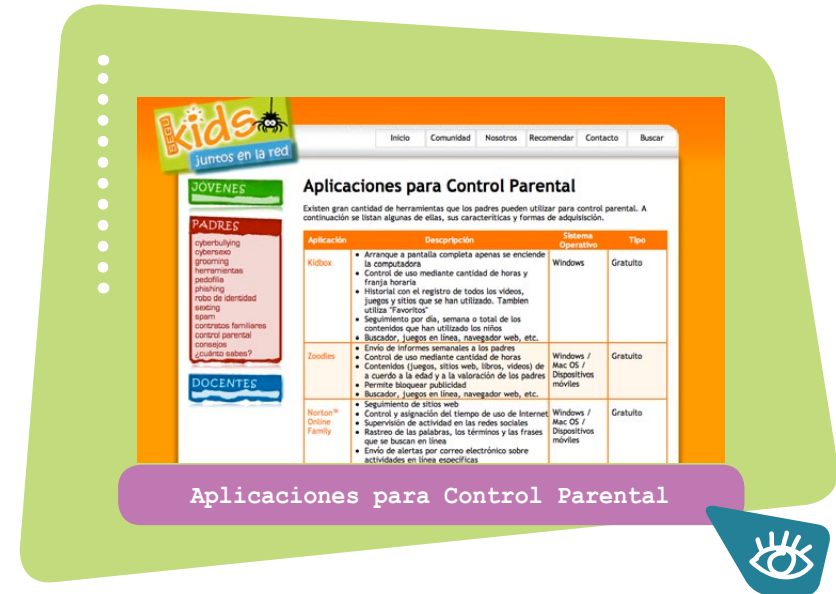 SEGU
Kids
juntos en la red
Inicio Comunidad Nosotros Recomendar Contacto Buscar
JÓVENES
PADRES
cyberbullying
cybersexo
grooming
herramientas
pedofilia
phishing
robo de identidad
sexting
spam
contratos familiares
control parental
consejos
¿cuánto sabes?
DOCENTES
Aplicaciones para Control Parental
Existen gran cantidad de herramientas que los padres pueden utilizar para control parental. A
continuación se listan algunas de ellas, sus caracteríticas y formas de adquisisción.
Aplicación Descpripción Sistema Operativo Tipo
Kidbox
• Arranque a pantalla completa apenas se enciende
la computadora
• Control de uso mediante cantidad de horas y
franja horaria
• Historial con el registro de todos los videos,
juegos y sitios que se han utilizado. Tambien
utiliza "Favoritos"
• Seguimiento por día, semana o total de los
contenidos que han utilizado los niños
• Buscador, juegos en línea, navegador web, etc.
Windows
Gratuito
Zoodles
• Envío de informes semanales a los padres
• Control de uso mediante cantidad de horas
• Contenidos (juegos, sitios web, libros, videos) de
a cuerdo a la edad y a la valoración de los padres
• Permite bloquear publicidad
• Buscador, juegos en línea, navegador web, etc.
Windows /
Mac OS /
Dispositivos
móviles
Gratuito
Norton™
Online
Family
• Seguimiento de sitios web
• Control y asignación del tiempo de uso de Internet
• Supervisión de actividad en las redes sociales
• Rastreo de las palabras, los términos y las frases
que se buscan en línea
• Envío de alertas por correo electrónico sobre
actividades en línea específicas
Windows /
Mac OS /
Dispositivos
móviles
Gratuito
Aplicaciones para Control Parental